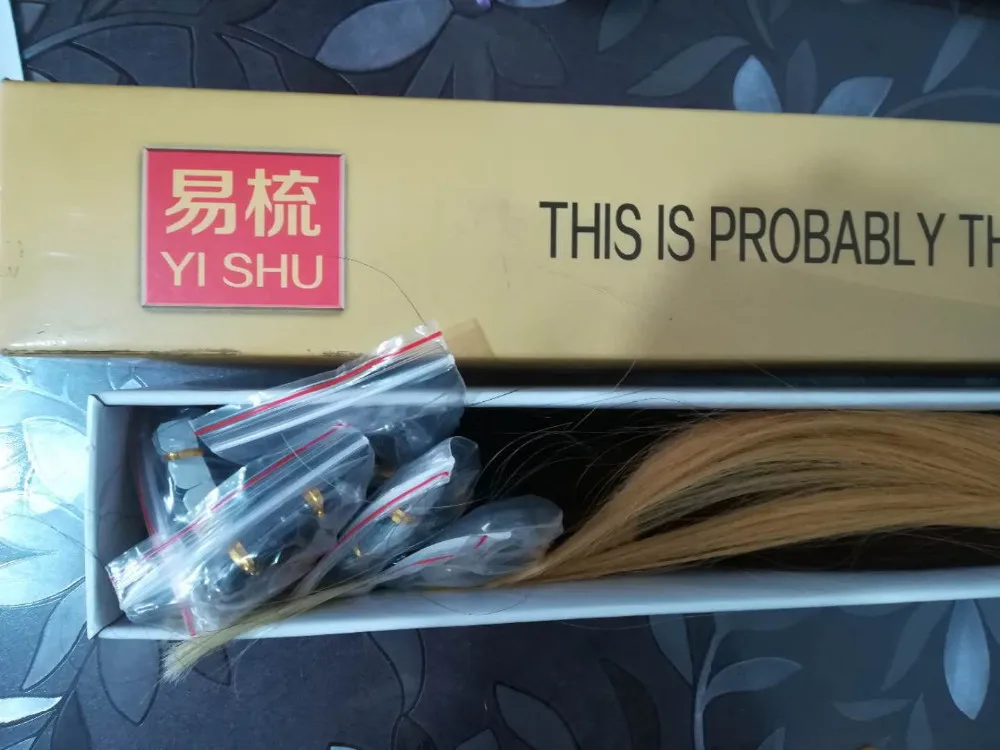 易梳
YI SHU
THIS IS PROBABLY TH